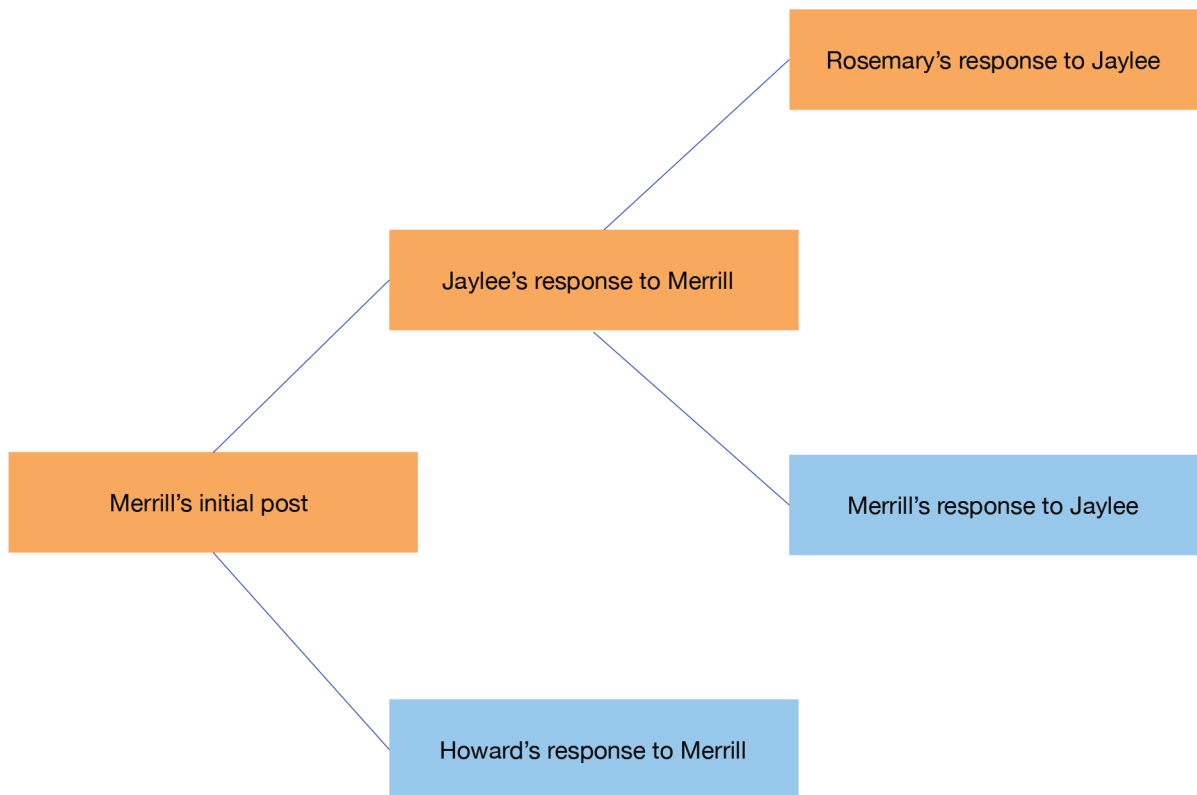 Rosemary’s response to Jaylee
Jaylee’s response to Merrill
Merrill’s initial post
Merrill’s response to Jaylee
Howard’s response to Merrill